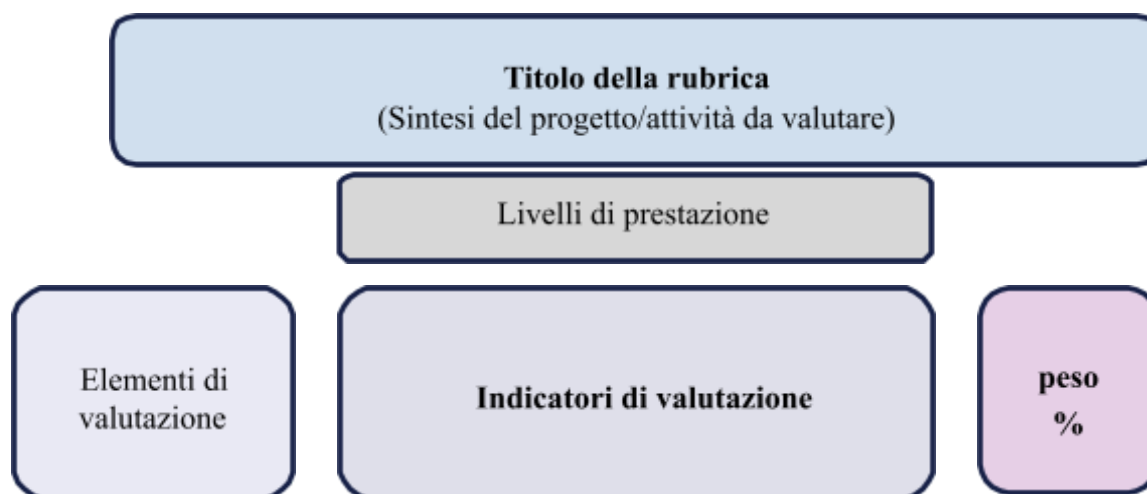 Titolo della rubrica
(Sintesi del progetto/attività da valutare)
Livelli di prestazione
Elementi di
valutazione
Indicatori di valutazione
peso
%